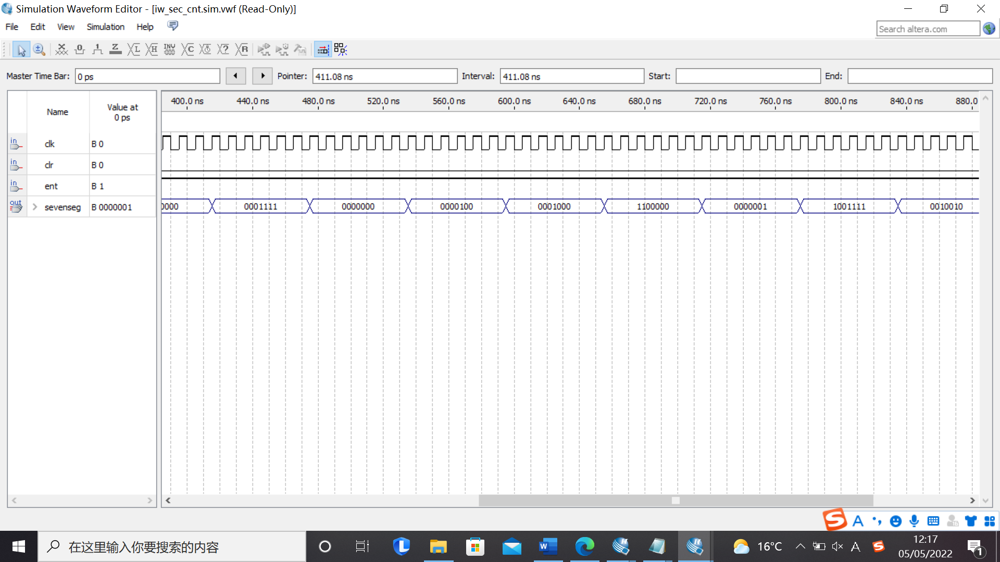 Simulation Waveform Editor - [iw_sec_cnt.sim.vwf (Read-Only)]
File Edit View Simulation Help
Search altera.com
Master Time Bar: 0 ps Pointer: 411.08 ns Interval: 411.08 ns Start: End:
Name Value at 0 ps
400.0 ns 440.0 ns 480.0 ns 520.0 ns 560.0 ns 600.0 ns 640.0 ns 680.0 ns 720.0 ns 760.0 ns 800.0 ns 840.0 ns 880.0
in clk B 0
in clr B 0
in ent B 1
out sevenseg B 0000001
0000 0001111 0000000 0000100 0001000 1100000 0000001 1001111 0010010
在这里输入你要搜索的内容
16°C
12:17
05/05/2022
1